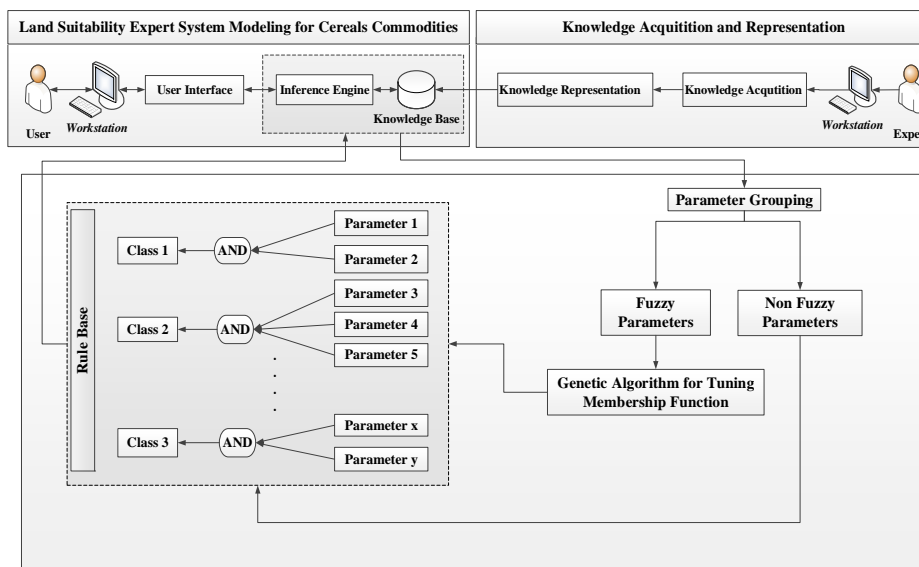 Land Suitability Expert System Modeling for Cereals Commodities
Knowledge Acquitition and Representation
User Interface
Inference Engine
Knowledge Base
Knowledge Representation
Knowledge Acqutition
User
Workstation
Workstation
Expe
Parameter Grouping
Fuzzy
Parameters
Non Fuzzy
Parameters
Genetic Algorithm for Tuning
Membership Function
Rule Base
Class 1
AND
Parameter 1
Parameter 2
Class 2
AND
Parameter 3
Parameter 4
Parameter 5
Class 3
AND
Parameter x
Parameter y